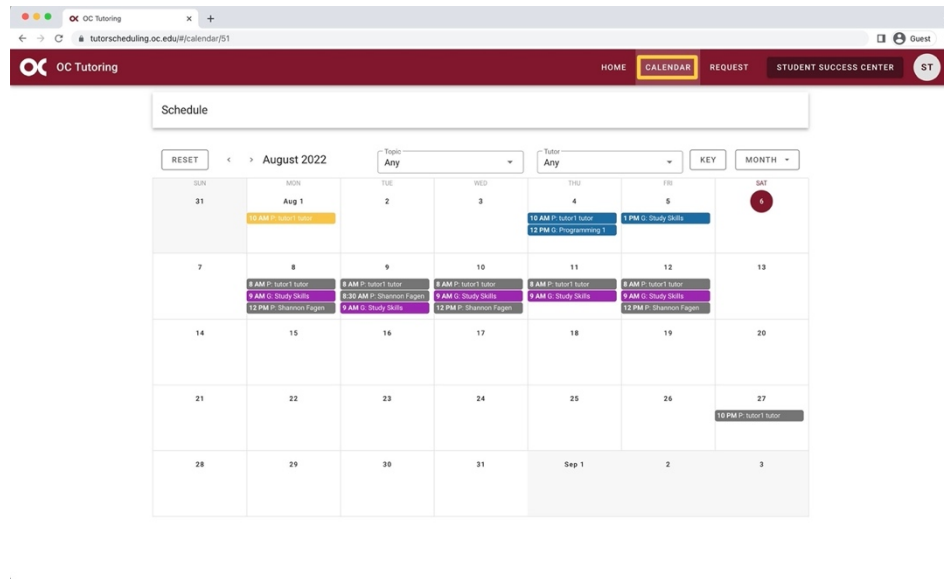 OC Tutoring
tutorscheduling.oc.edu/#/calendar/51
Guest
OC Tutoring
HOME CALENDAR REQUEST STUDENT SUCCESS CENTER ST
Schedule
RESET < > August 2022 Topic Any Tutor Any KEY MONTH
SUN MON TUE WED THU FRI SAT
31 Aug 1 2 3 4 5 6
10 AM P: tutor1 tutor 10 AM P: tutor1 tutor 1 PM G: Study Skills
12 PM G: Programming 1
7 8 9 10 11 12 13
8 AM P: tutor1 tutor 8 AM P: tutor1 tutor 8 AM P: tutor1 tutor 8 AM P: tutor1 tutor 8 AM P: tutor1 tutor
9 AM G: Study Skills 8:30 AM P: Shannon Fagen 9 AM G: Study Skills 9 AM G: Study Skills 9 AM G: Study Skills
12 PM P: Shannon Fagen 9 AM G: Study Skills 12 PM P: Shannon Fagen 12 PM P: Shannon Fagen
14 15 16 17 18 19 20
21 22 23 24 25 26 27
10 PM P: tutor1 tutor
28 29 30 31 Sep 1 2 3